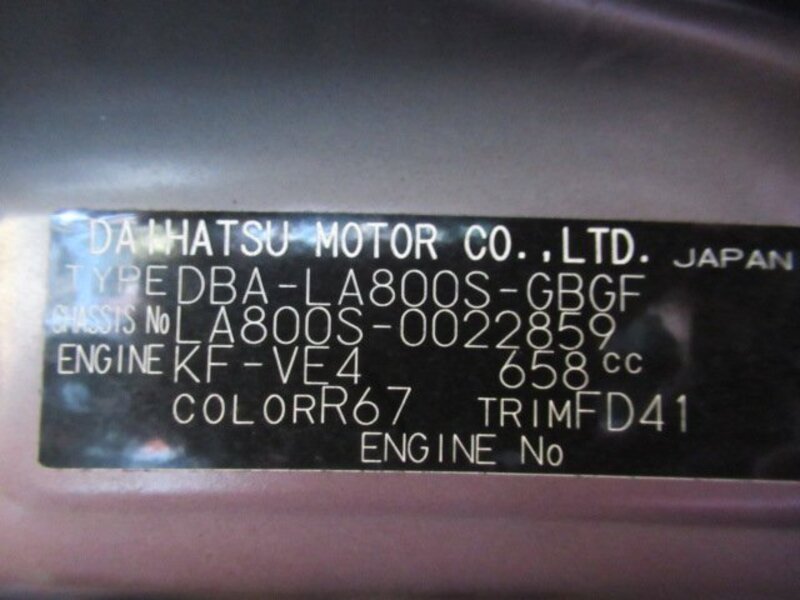 DAIHATSU MOTOR CO.,LTD. JAPAN
TYPE DBA-LA800S-GBGF
CHASSIS No LA800S-0022859
ENGINE KF-VE4 658 cc
COLOR R67 TRIM FD41
ENGINE No